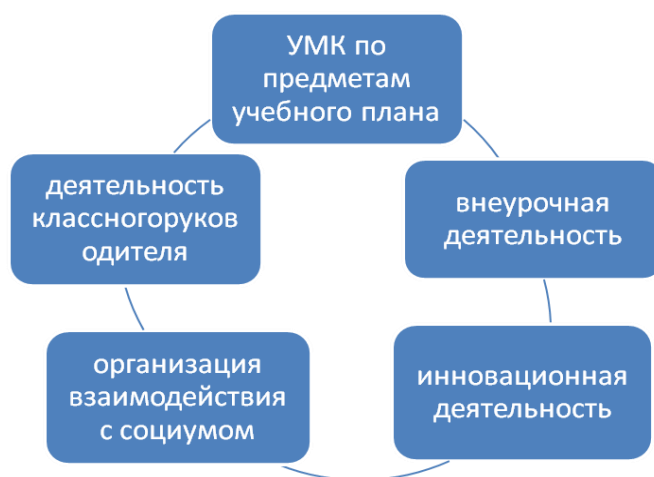 УМК по
предметам
учебного плана
деятельность
классногоруков
одителя
внеурочная
деятельность
организация
взаимодействия
с социумом
инновационная
деятельность